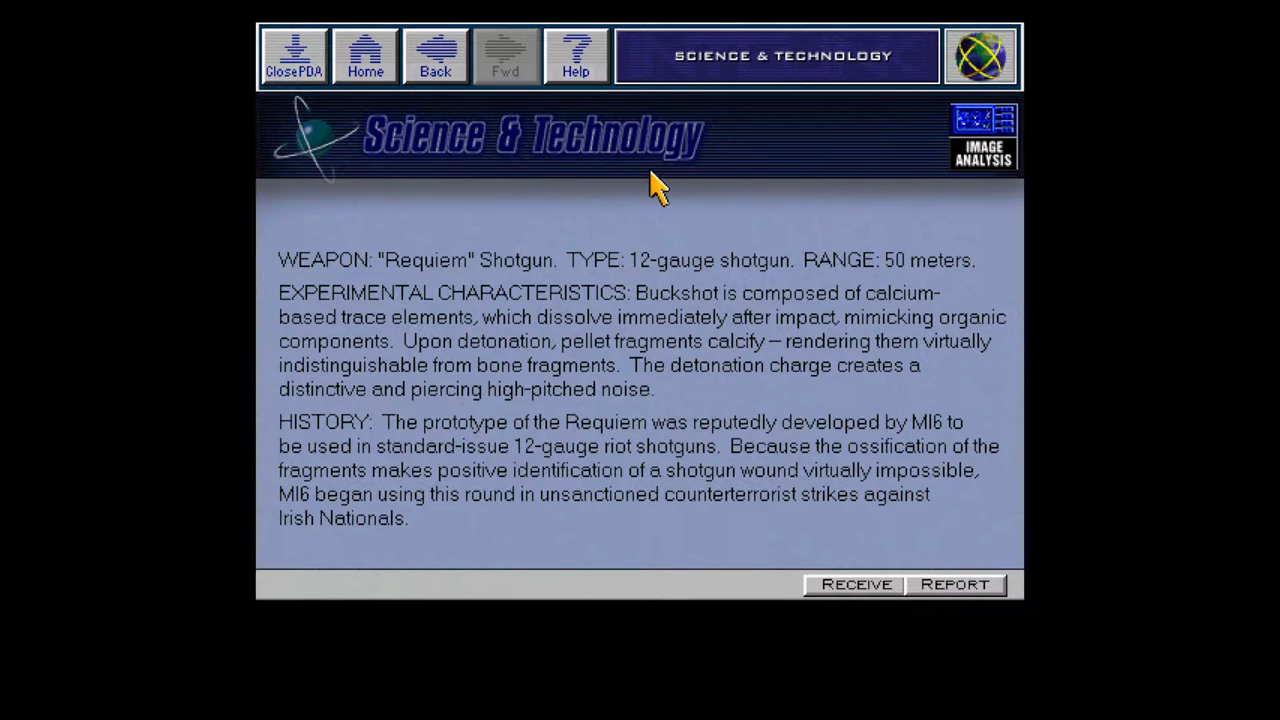 ClosePDA Home Back Fwd Help SCIENCE & TECHNOLOGY
Science & Technology
IMAGE
ANALYSIS
WEAPON: "Requiem" Shotgun. TYPE: 12-gauge shotgun. RANGE: 50 meters.
EXPERIMENTAL CHARACTERISTICS: Buckshot is composed of calcium-
based trace elements, which dissolve immediately after impact, mimicking organic
components. Upon detonation, pellet fragments calcify – rendering them virtually
indistinguishable from bone fragments. The detonation charge creates a
distinctive and piercing high-pitched noise.
HISTORY: The prototype of the Requiem was reputedly developed by MI6 to
be used in standard-issue 12-gauge riot shotguns. Because the ossification of the
fragments makes positive identification of a shotgun wound virtually impossible,
MI6 began using this round in unsanctioned counterterrorist strikes against
Irish Nationals.
RECEIVE REPORT